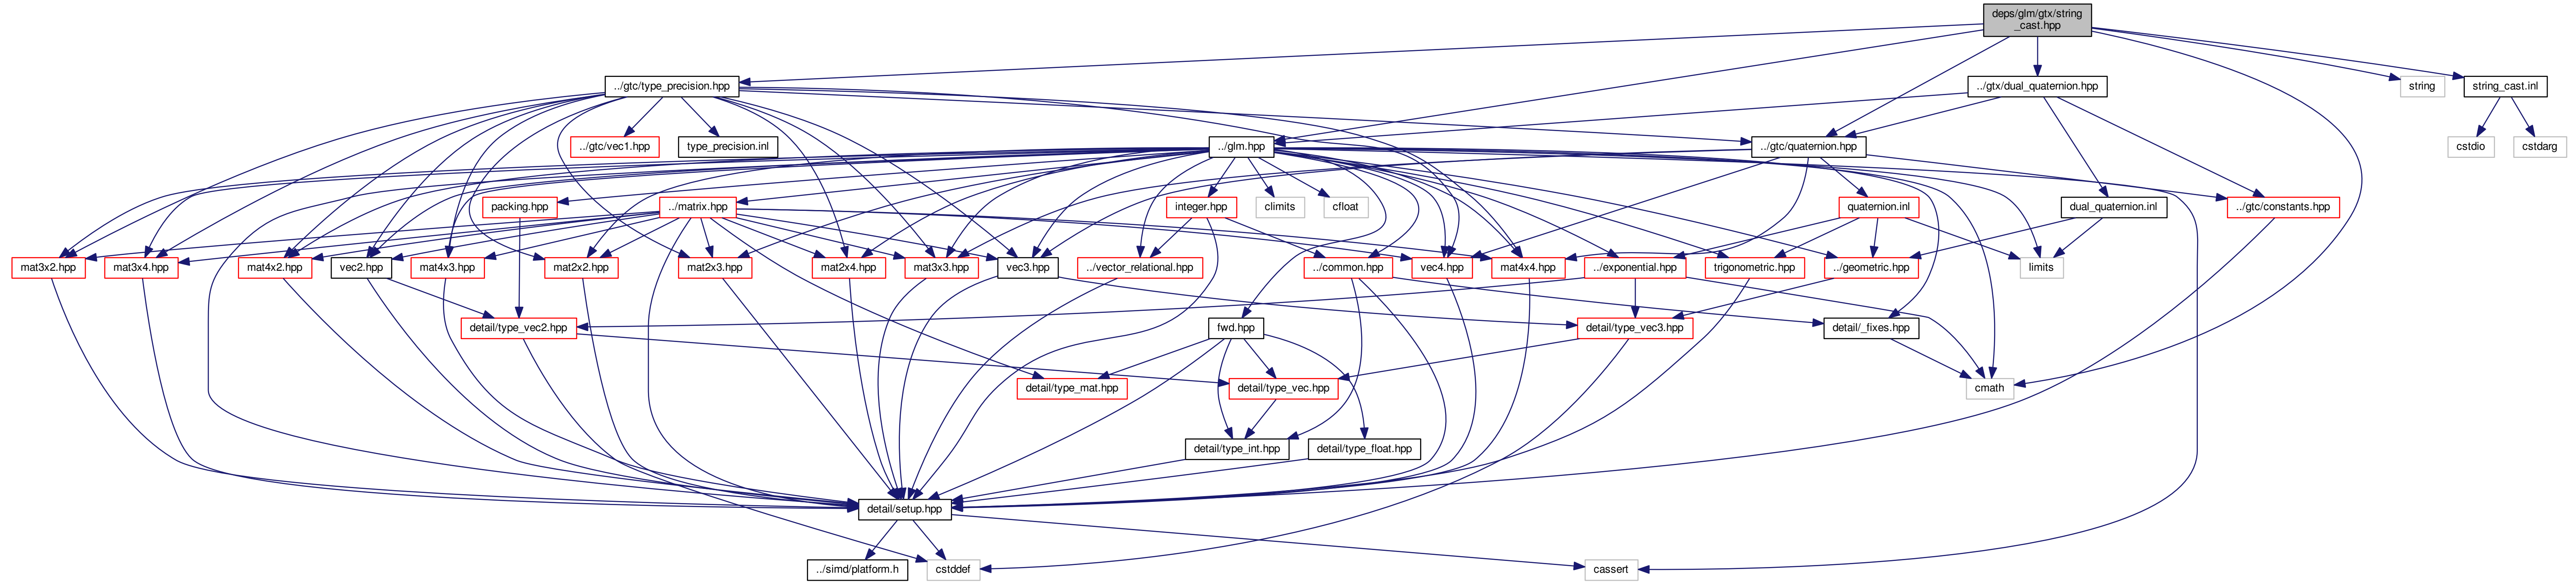 deps/glm/gtx/string
_cast.hpp
../gtc/type_precision.hpp
../gtx/dual_quaternion.hpp
string
string_cast.inl
../gtc/vec1.hpp
type_precision.inl
../glm.hpp
../gtc/quaternion.hpp
cstdio
cstdarg
packing.hpp
../matrix.hpp
integer.hpp
climits
cfloat
quaternion.inl
dual_quaternion.inl
../gtc/constants.hpp
mat3x2.hpp
mat3x4.hpp
mat4x2.hpp
vec2.hpp
mat4x3.hpp
mat2x2.hpp
mat2x3.hpp
mat2x4.hpp
mat3x3.hpp
vec3.hpp
../vector_relational.hpp
../common.hpp
vec4.hpp
mat4x4.hpp
../exponential.hpp
trigonometric.hpp
../geometric.hpp
limits
detail/type_vec2.hpp
fwd.hpp
detail/type_vec3.hpp
detail/_fixes.hpp
detail/type_mat.hpp
detail/type_vec.hpp
cmath
detail/type_int.hpp
detail/type_float.hpp
detail/setup.hpp
../simd/platform.h
cstddef
cassert